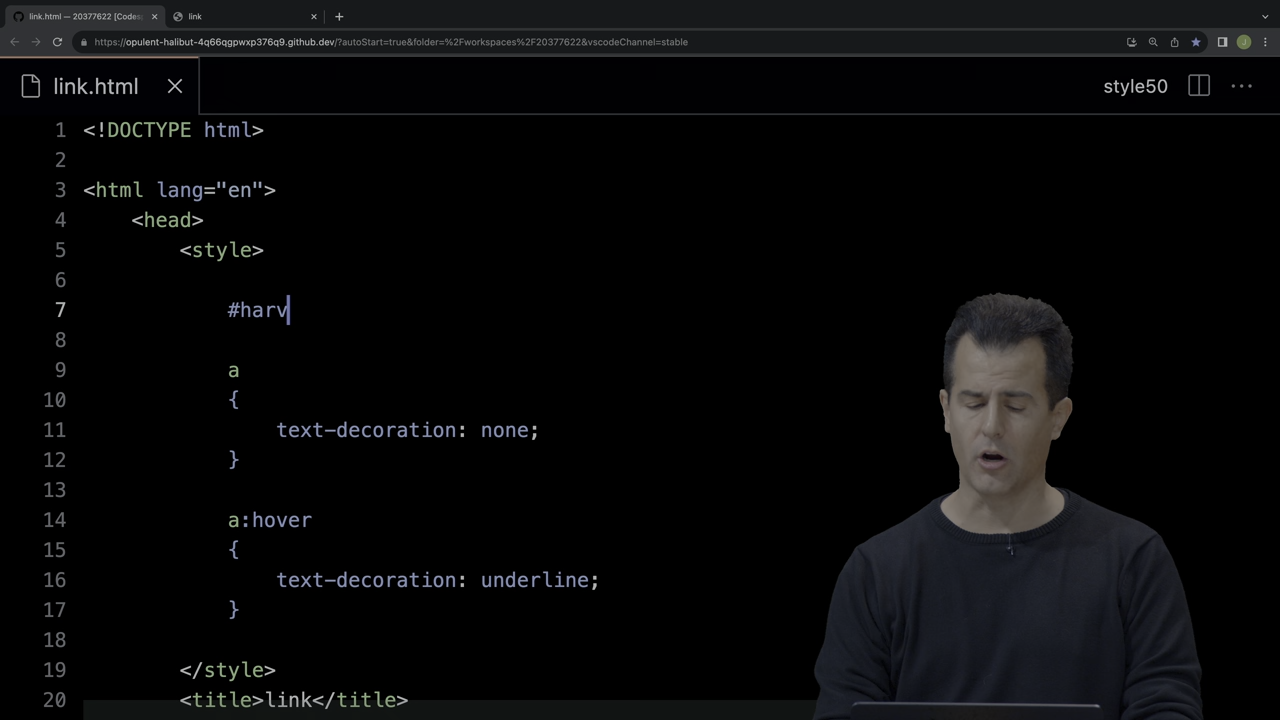 link.html — 20377622 [Codes
link
https://opulent-halibut-4q66qgpwxp376q9.github.dev/?autoStart=true&folder=%2Fworkspaces%2F20377622&vscodeChannel=stable
J
link.html
style50
1 <!DOCTYPE html>
2
3 <html lang="en">
4 <head>
5 <style>
6
7 #harv
8
9 a
10 {
11 text-decoration: none;
12 }
13
14 a:hover
15 {
16 text-decoration: underline;
17 }
18
19 </style>
20 <title>link</title>